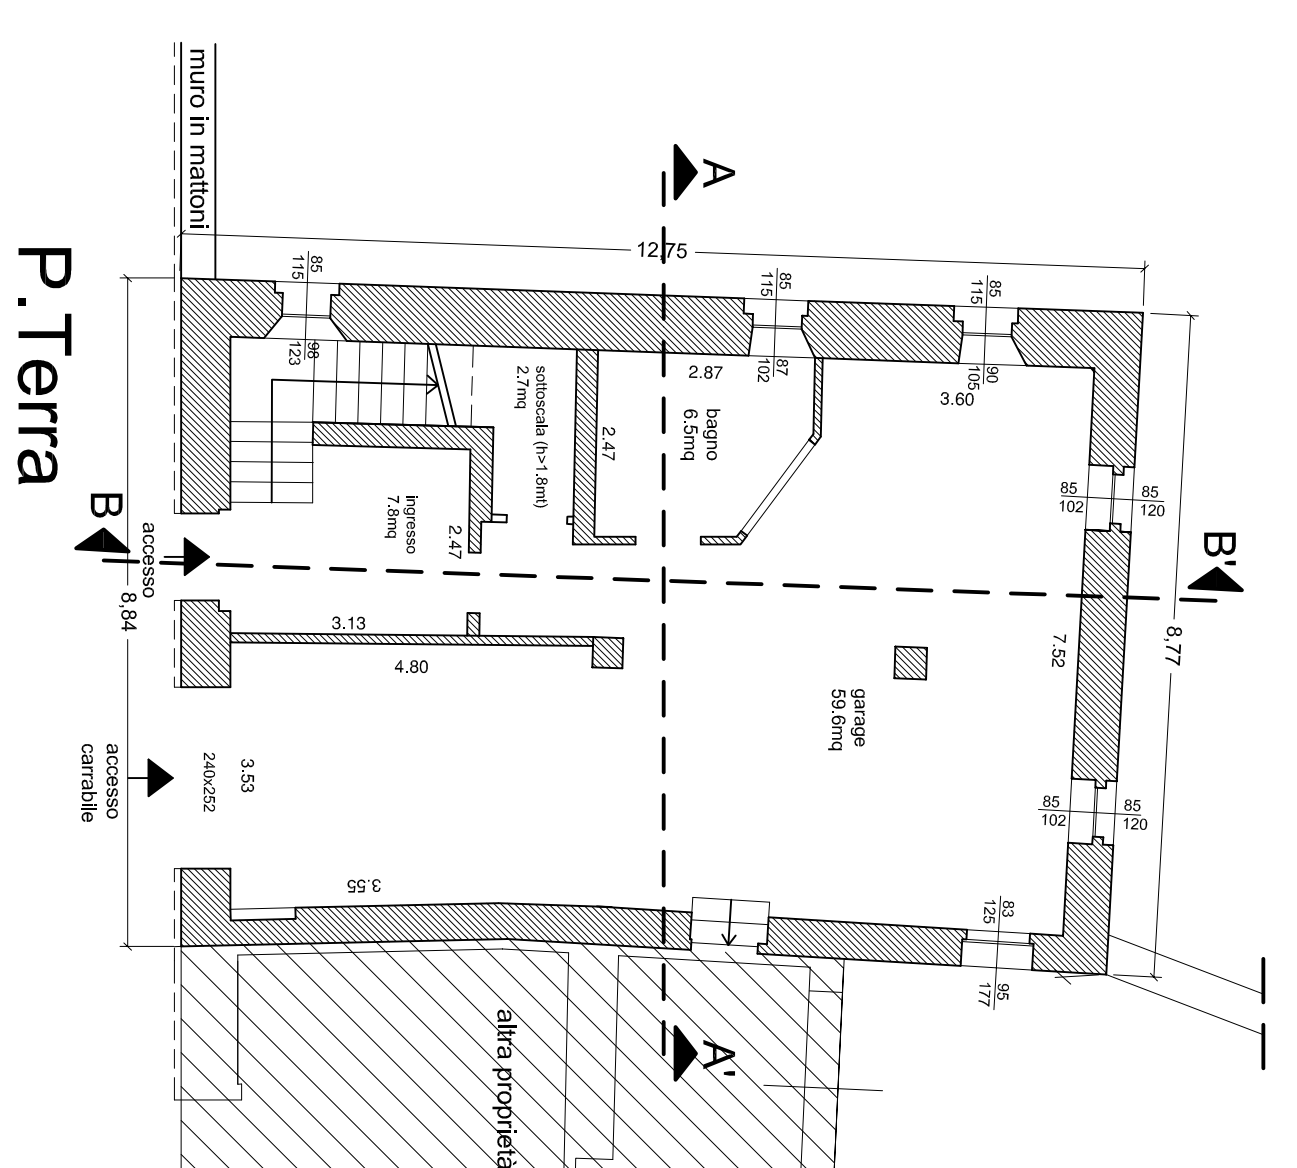 muro in mattoni
P.Terra
A
12,75
85
115
98
123
85
115
87
102
85
115
90
105
sottoscala (h>1.8mt)
2.7mq
2.87
bagno
6.5mq
2.47
3.60
ingresso
7.8mq
2.47
B
accesso
8,84
3.13
4.80
85
102
85
120
B'
8,77
7.52
garage
59.6mq
accesso
carrabile
240x252
3.53
3.55
85
102
85
120
83
125
95
177
A'
altra proprietà